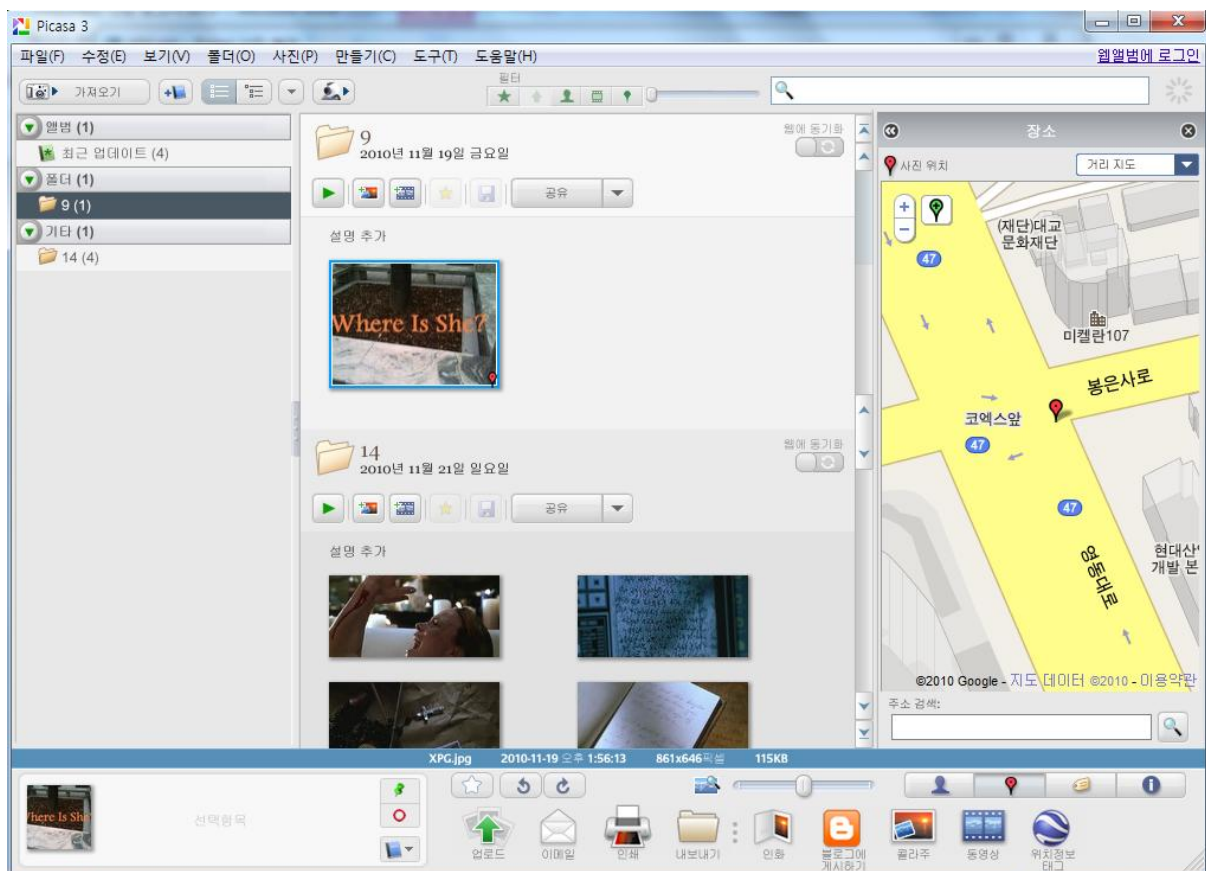 Picasa 3
파일(F) 수정(E) 보기(V) 폴더(O) 사진(P) 만들기(C) 도구(T) 도움말(H)
웹앨범에 로그인
가져오기
필터
앨범 (1)
최근 업데이트 (4)
폴더 (1)
9 (1)
기타 (1)
14 (4)
9
2010년 11월 19일 금요일
웹에 동기화
공유
설명 추가
Where Is She?
14
2010년 11월 21일 일요일
웹에 동기화
공유
설명 추가
장소
사진 위치
거리 지도
(재단)대교
문화재단
47
미켈란107
봉은사로
코엑스앞
47
47
현대산
개발 본
영동대로
©2010 Google - 지도 데이터 ©2010 - 이용약관
주소 검색:
XPG.jpg 2010-11-19 오후 1:56:13 861x646픽셀 115KB
Where Is She
선택항목
업로드 이메일 인쇄 내보내기 인화 블로그에 게시하기 콜라주 동영상 위치정보 태그